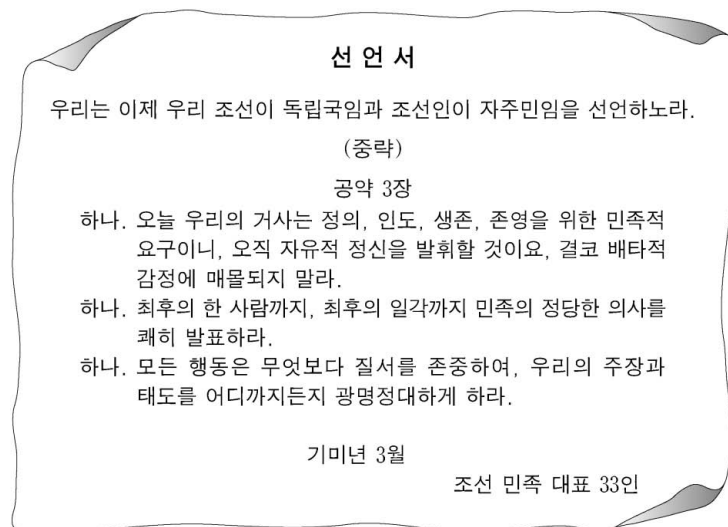 선 언 서
우리는 이제 우리 조선이 독립국임과 조선인이 자주민임을 선언하노라.
(중략)
공약 3장
하나. 오늘 우리의 거사는 정의, 인도, 생존, 존영을 위한 민족적
요구이니, 오직 자유적 정신을 발휘할 것이요, 결코 배타적
감정에 매몰되지 말라.
하나. 최후의 한 사람까지, 최후의 일각까지 민족의 정당한 의사를
쾌히 발표하라.
하나. 모든 행동은 무엇보다 질서를 존중하여, 우리의 주장과
태도를 어디까지든지 광명정대하게 하라.
기미년 3월
조선 민족 대표 33인